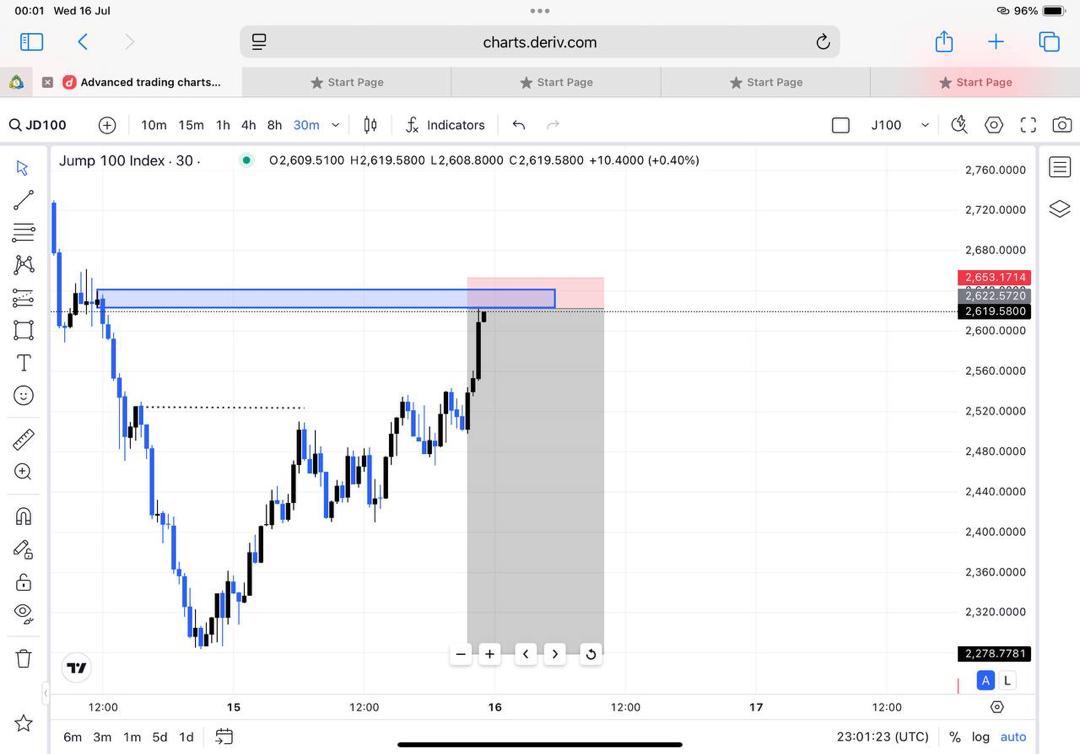 00:01 Wed 16 Jul
96%
charts.deriv.com
Advanced trading charts...
Start Page
Start Page
Start Page
Start Page
JD100
10m 15m 1h 4h 8h 30m
Indicators
J100
Jump 100 Index · 30 ·
O2,609.5100 H2,619.5800 L2,608.8000 C2,619.5800 +10.4000 (+0.40%)
2,760.0000
2,720.0000
2,680.0000
2,653.1714
2,622.5720
2,619.5800
2,600.0000
2,560.0000
2,520.0000
2,480.0000
2,440.0000
2,400.0000
2,360.0000
2,320.0000
2,278.7781
A L
12:00 15 12:00 16 12:00 17 12:00
6m 3m 1m 5d 1d
23:01:23 (UTC) % log auto